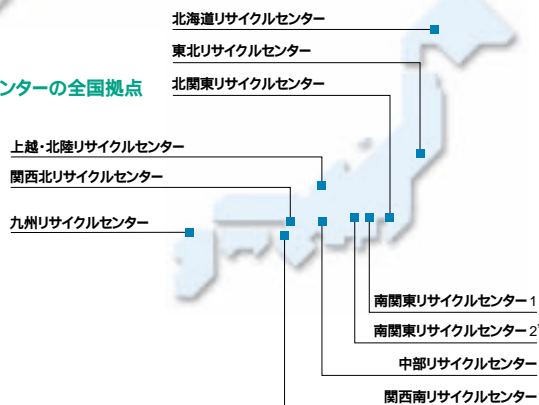 北海道リサイクルセンター
東北リサイクルセンター
ンターの全国拠点
北関東リサイクルセンター
上越・北陸リサイクルセンター
関西北リサイクルセンター
九州リサイクルセンター
南関東リサイクルセンター1
南関東リサイクルセンター2
中部リサイクルセンター
関西南リサイクルセンター